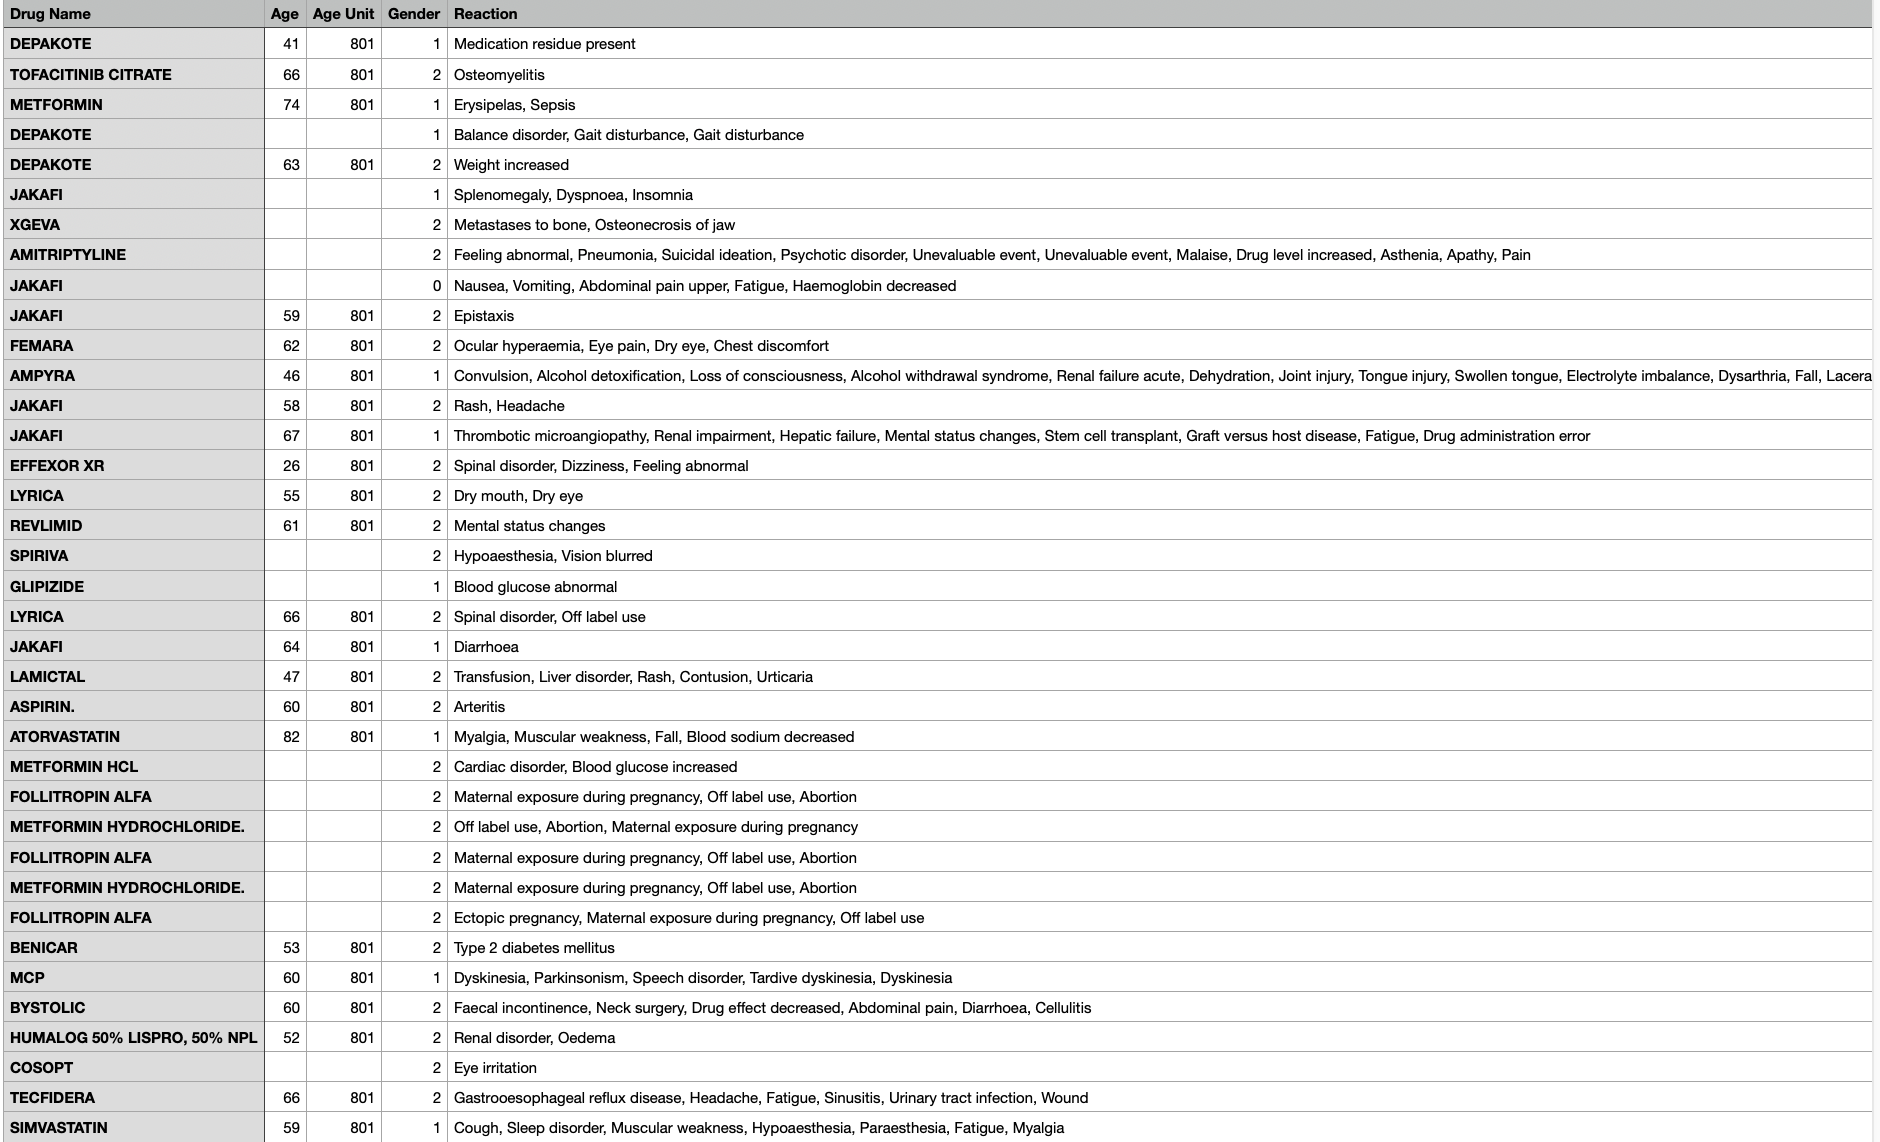 Drug Name Age Age Unit Gender Reaction
DEPAKOTE 41 801 1 Medication residue present
TOFACITINIB CITRATE 66 801 2 Osteomyelitis
METFORMIN 74 801 1 Erysipelas, Sepsis
DEPAKOTE 1 Balance disorder, Gait disturbance, Gait disturbance
DEPAKOTE 63 801 2 Weight increased
JAKAFI 1 Splenomegaly, Dyspnoea, Insomnia
XGEVA 2 Metastases to bone, Osteonecrosis of jaw
AMITRIPTYLINE 2 Feeling abnormal, Pneumonia, Suicidal ideation, Psychotic disorder, Unevaluable event, Unevaluable event, Malaise, Drug level increased, Asthenia, Apathy, Pain
JAKAFI 0 Nausea, Vomiting, Abdominal pain upper, Fatigue, Haemoglobin decreased
JAKAFI 59 801 2 Epistaxis
FEMARA 62 801 2 Ocular hyperaemia, Eye pain, Dry eye, Chest discomfort
AMPYRA 46 801 1 Convulsion, Alcohol detoxification, Loss of consciousness, Alcohol withdrawal syndrome, Renal failure acute, Dehydration, Joint injury, Tongue injury, Swollen tongue, Electrolyte imbalance, Dysarthria, Fall, Lacera
JAKAFI 58 801 2 Rash, Headache
JAKAFI 67 801 1 Thrombotic microangiopathy, Renal impairment, Hepatic failure, Mental status changes, Stem cell transplant, Graft versus host disease, Fatigue, Drug administration error
EFFEXOR XR 26 801 2 Spinal disorder, Dizziness, Feeling abnormal
LYRICA 55 801 2 Dry mouth, Dry eye
REVLIMID 61 801 2 Mental status changes
SPIRIVA 2 Hypoaesthesia, Vision blurred
GLIPIZIDE 1 Blood glucose abnormal
LYRICA 66 801 2 Spinal disorder, Off label use
JAKAFI 64 801 1 Diarrhoea
LAMICTAL 47 801 2 Transfusion, Liver disorder, Rash, Contusion, Urticaria
ASPIRIN. 60 801 2 Arteritis
ATORVASTATIN 82 801 1 Myalgia, Muscular weakness, Fall, Blood sodium decreased
METFORMIN HCL 2 Cardiac disorder, Blood glucose increased
FOLLITROPIN ALFA 2 Maternal exposure during pregnancy, Off label use, Abortion
METFORMIN HYDROCHLORIDE. 2 Off label use, Abortion, Maternal exposure during pregnancy
FOLLITROPIN ALFA 2 Maternal exposure during pregnancy, Off label use, Abortion
METFORMIN HYDROCHLORIDE. 2 Maternal exposure during pregnancy, Off label use, Abortion
FOLLITROPIN ALFA 2 Ectopic pregnancy, Maternal exposure during pregnancy, Off label use
BENICAR 53 801 2 Type 2 diabetes mellitus
MCP 60 801 1 Dyskinesia, Parkinsonism, Speech disorder, Tardive dyskinesia, Dyskinesia
BYSTOLIC 60 801 2 Faecal incontinence, Neck surgery, Drug effect decreased, Abdominal pain, Diarrhoea, Cellulitis
HUMALOG 50% LISPRO, 50% NPL 52 801 2 Renal disorder, Oedema
COSOPT 2 Eye irritation
TECFIDERA 66 801 2 Gastrooesophageal reflux disease, Headache, Fatigue, Sinusitis, Urinary tract infection, Wound
SIMVASTATIN 59 801 1 Cough, Sleep disorder, Muscular weakness, Hypoaesthesia, Paraesthesia, Fatigue, Myalgia